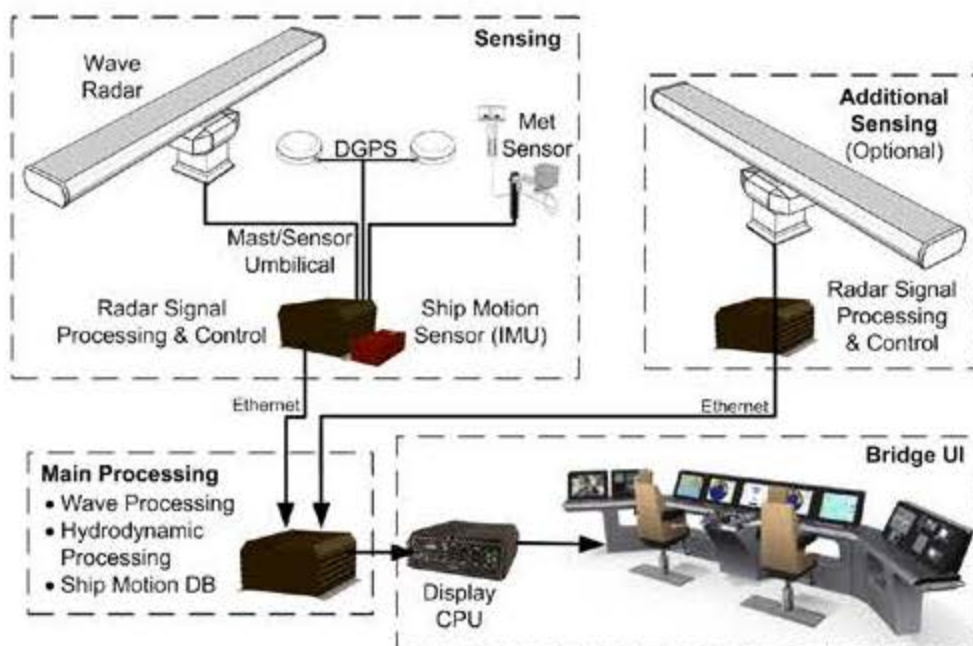 Sensing
Wave
Radar
DGPS
Met
Sensor
Mast/Sensor
Umbilical
Radar Signal
Processing & Control
Ship Motion
Sensor (IMU)
Additional
Sensing
(Optional)
Radar Signal
Processing
& Control
Ethernet
Ethernet
Main Processing
• Wave Processing
• Hydrodynamic
Processing
• Ship Motion DB
Display
CPU
Bridge UI